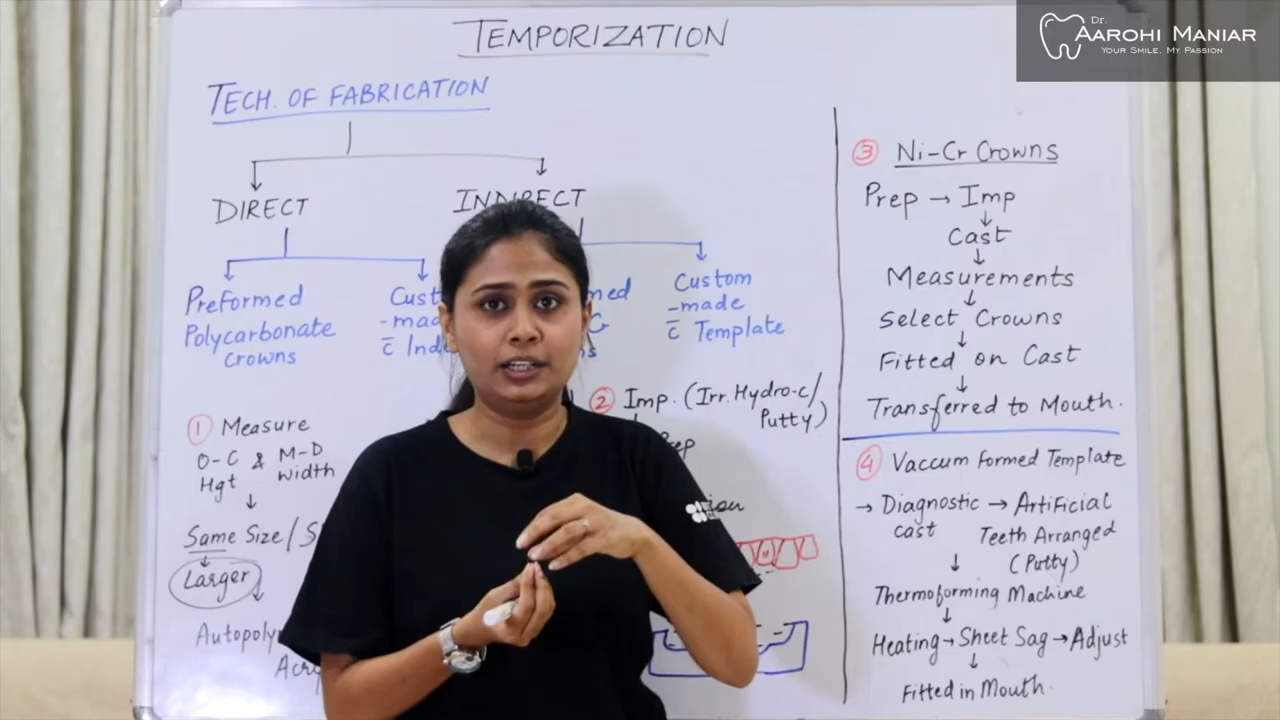 Dr.
AAROHI MANIAR
YOUR SMILE, MY PASSION
TEMPORIZATION
TECH. OF FABRICATION
DIRECT
INDIRECT
Preformed
Polycarbonate
Crowns
c̅
Custom
-made
c̅ Template
① Measure
O-C & M-D
Hgt Width
Same Size/
Larger
② Imp. (Irr. Hydro-c/
Putty)
③ Ni-Cr Crowns
Prep → Imp
↓
Cast
↓
Measurements
↓
Select Crowns
↓
Fitted on Cast
↓
Transferred to Mouth.
④ Vaccum formed Template
→ Diagnostic → Artificial
cast Teeth Arranged
↓ (Putty)
Thermoforming Machine
↓
Heating → Sheet Sag → Adjust
↓
Fitted in Mouth.